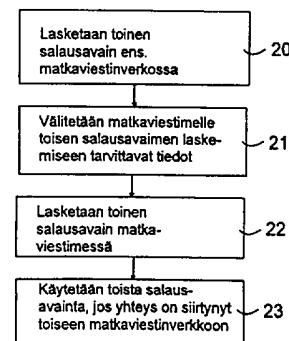 Lasketaan toinen
salausavain ens.
matkaviestinverkossa
20
Välitetään matkaviestimelle
toisen salausavaimen laske-
miseen tarvittavat tiedot
21
Lasketaan toinen
salausavain matka-
viestimessä
22
Käytetään toista salaus-
avainta, jos yhteys on siirtynyt
toiseen matkaviestinverkkoon
23